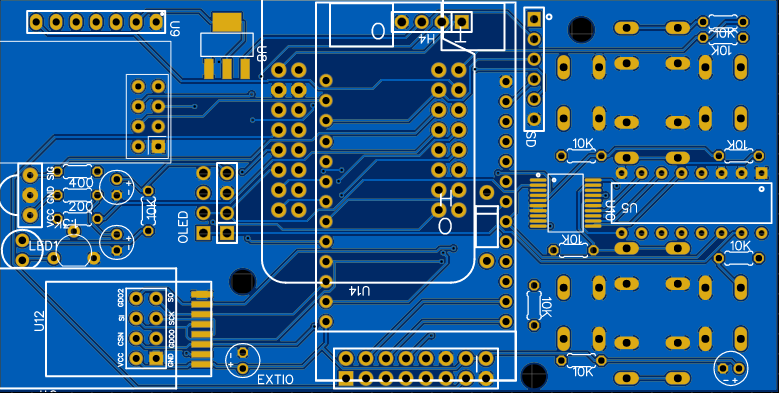 U9
U8
O
H4
I
10K
10K
SD
10K
10K
SIG
GND
VCC
400
200
10K
LED1
OLED
H
O
U10
U5
10K
10K
U14
U12
GDO2
SI
CSN
VCC
SO
SCK
GDO0
GND
EXTIO
10K
10K